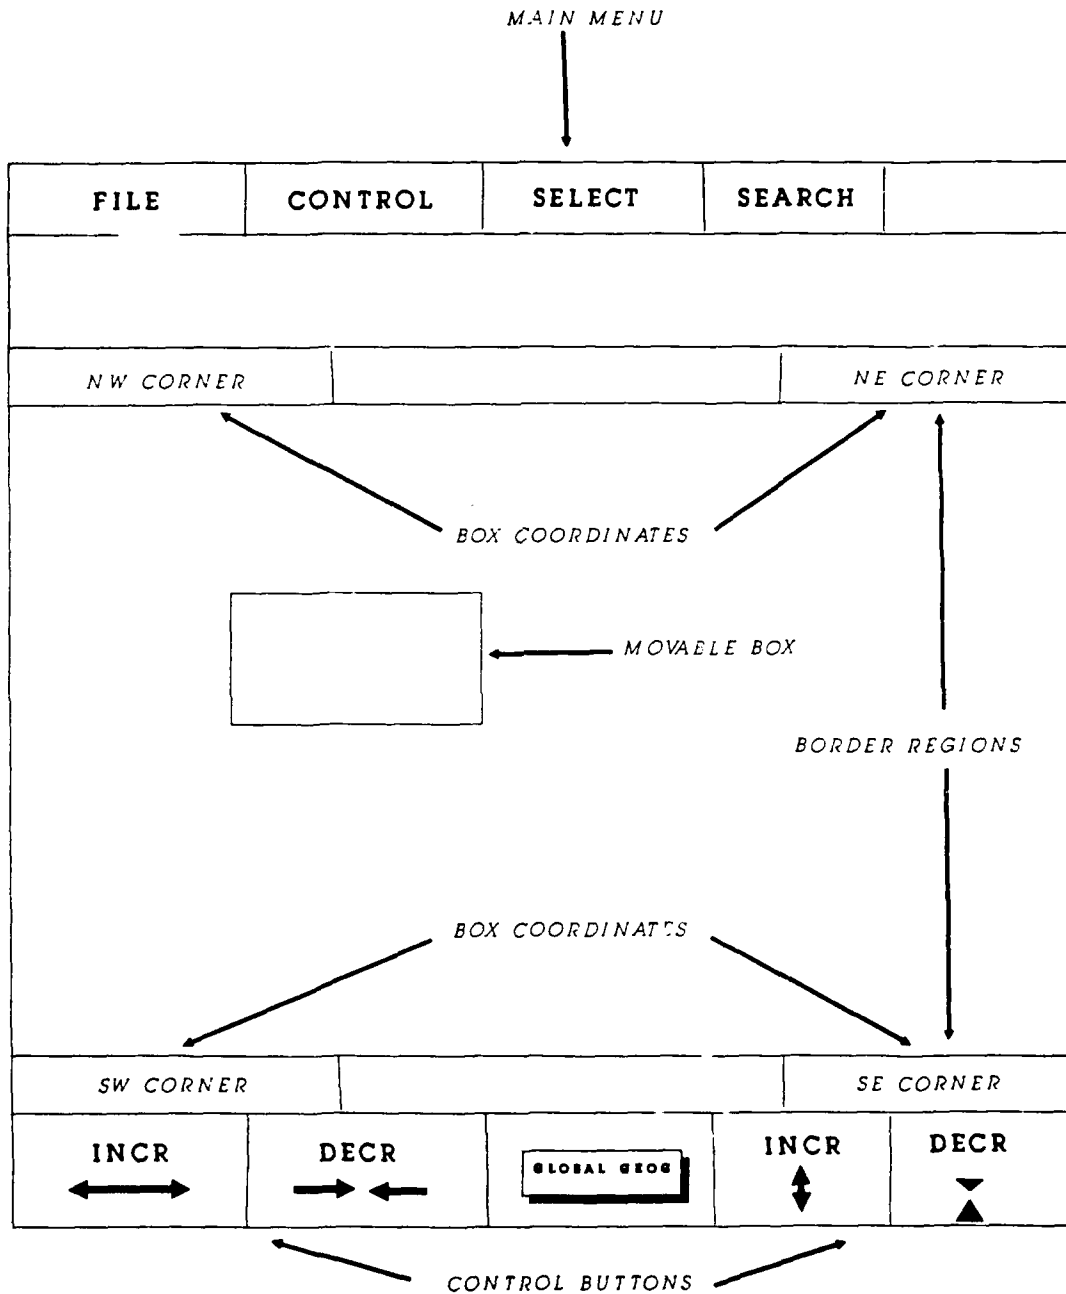 MAIN MENU
FILE CONTROL SELECT SEARCH
NW CORNER NE CORNER
BOX COORDINATES
MOVABLE BOX
BORDER REGIONS
BOX COORDINATES
SW CORNER SE CORNER
INCR DECR GLOBAL GEOG INCR DECR
CONTROL BUTTONS